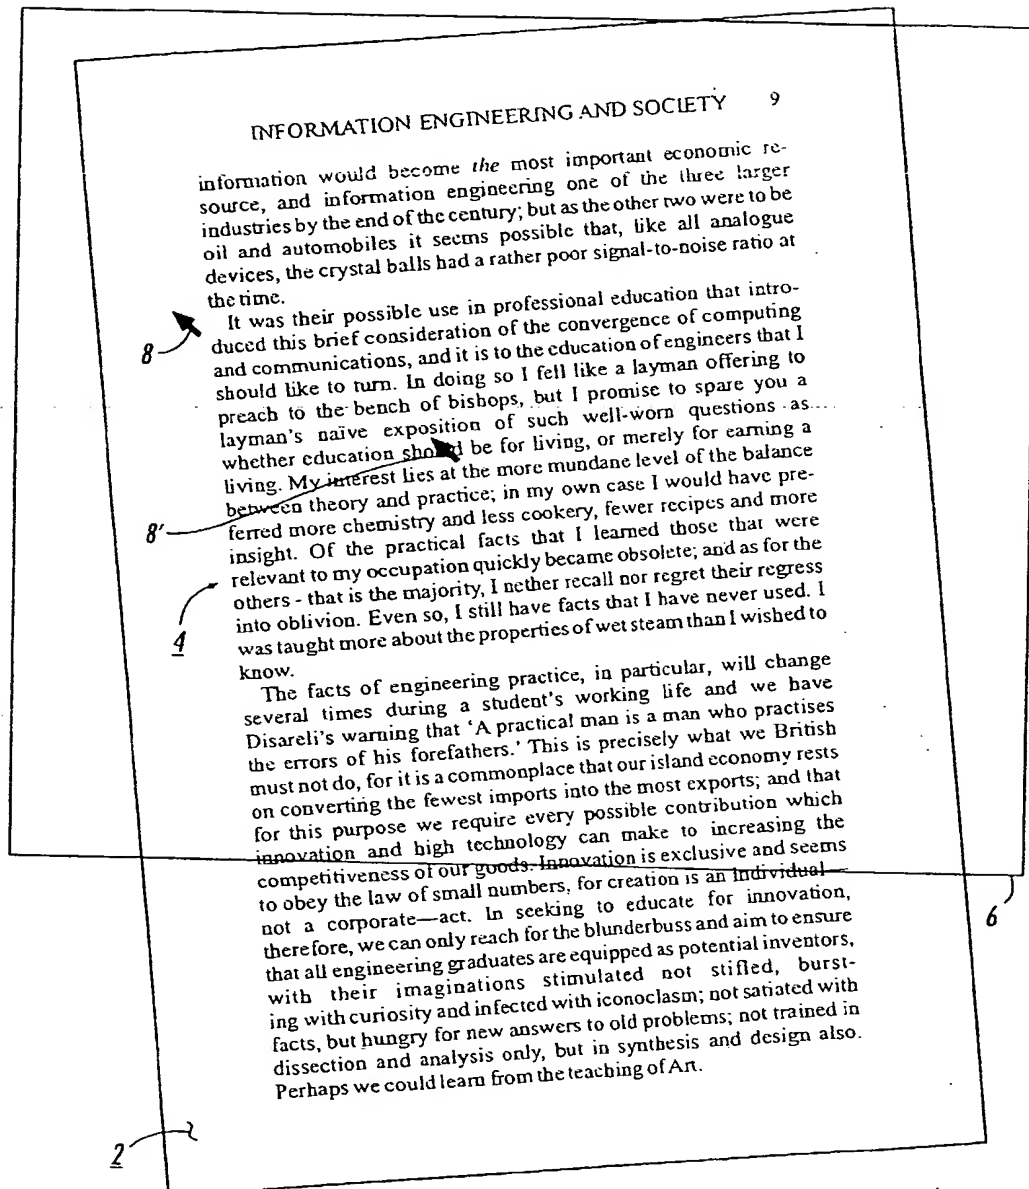 INFORMATION ENGINEERING AND SOCIETY 9
information would become the most important economic re-
source, and information engineering one of the three larger
industries by the end of the century; but as the other two were to be
oil and automobiles it seems possible that, like all analogue
devices, the crystal balls had a rather poor signal-to-noise ratio at
the time.
It was their possible use in professional education that intro-
duced this brief consideration of the convergence of computing
and communications, and it is to the education of engineers that I
should like to turn. In doing so I fell like a layman offering to
preach to the bench of bishops, but I promise to spare you a
layman's naïve exposition of such well-worn questions as
whether education should be for living, or merely for earning a
living. My interest lies at the more mundane level of the balance
between theory and practice; in my own case I would have pre-
ferred more chemistry and less cookery, fewer recipes and more
insight. Of the practical facts that I learned those that were
relevant to my occupation quickly became obsolete; and as for the
others - that is the majority, I nether recall nor regret their regress
into oblivion. Even so, I still have facts that I have never used. I
was taught more about the properties of wet steam than I wished to
know.
The facts of engineering practice, in particular, will change
several times during a student's working life and we have
Disareli's warning that 'A practical man is a man who practises
the errors of his forefathers.' This is precisely what we British
must not do, for it is a commonplace that our island economy rests
on converting the fewest imports into the most exports; and that
for this purpose we require every possible contribution which
innovation and high technology can make to increasing the
competitiveness of our goods. Innovation is exclusive and seems
to obey the law of small numbers, for creation is an individual—
not a corporate—act. In seeking to educate for innovation,
therefore, we can only reach for the blunderbuss and aim to ensure
that all engineering graduates are equipped as potential inventors,
with their imaginations stimulated not stifled, burst-
ing with curiosity and infected with iconoclasm; not satiated with
facts, but hungry for new answers to old problems; not trained in
dissection and analysis only, but in synthesis and design also.
Perhaps we could learn from the teaching of Art.
8
8'
4
6
2